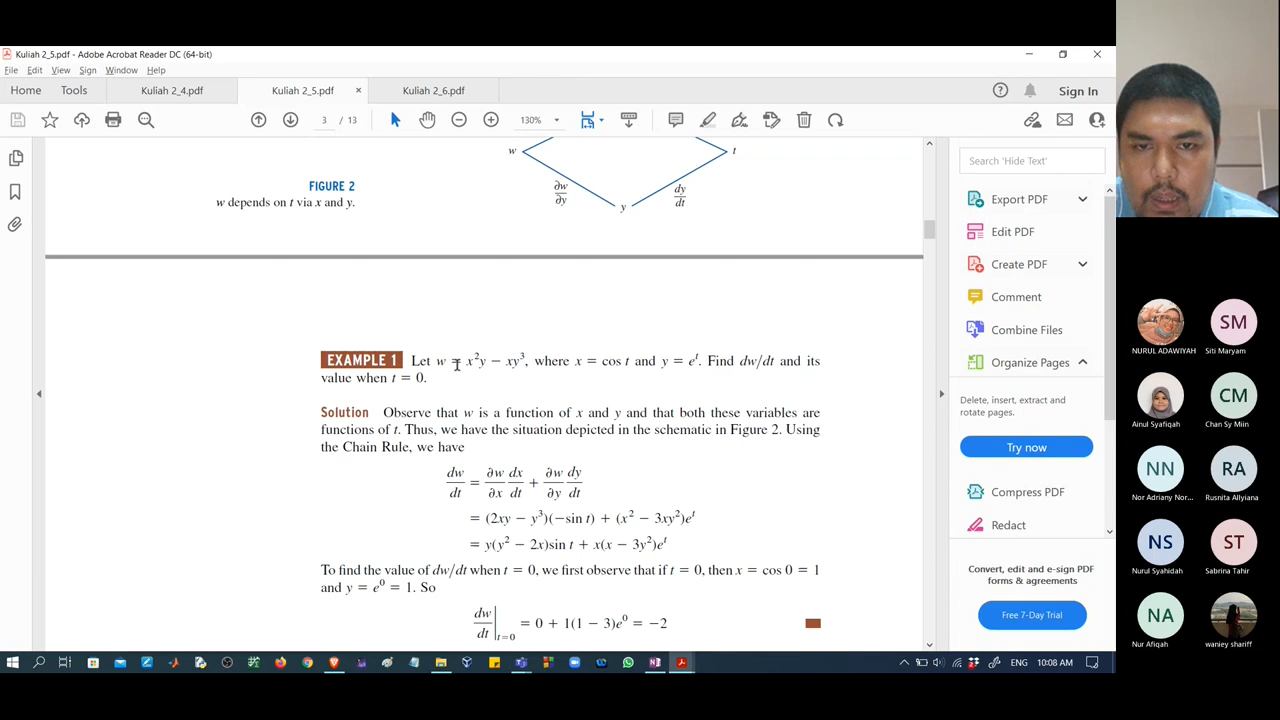 Kuliah 2_5.pdf - Adobe Acrobat Reader DC (64-bit)
File Edit View Sign Window Help
Home Tools Kuliah 2_4.pdf Kuliah 2_5.pdf × Kuliah 2_6.pdf Sign In
3 / 13 130%
w t
∂w/∂y dy/dt
y
FIGURE 2
w depends on t via x and y.
EXAMPLE 1 Let w = x²y − xy³, where x = cos t and y = eᵗ. Find dw/dt and its
value when t = 0.
Solution Observe that w is a function of x and y and that both these variables are
functions of t. Thus, we have the situation depicted in the schematic in Figure 2. Using
the Chain Rule, we have
dw/dt = ∂w/∂x dx/dt + ∂w/∂y dy/dt
= (2xy − y³)(−sin t) + (x² − 3xy²)eᵗ
= y(y² − 2x)sin t + x(x − 3y²)eᵗ
To find the value of dw/dt when t = 0, we first observe that if t = 0, then x = cos 0 = 1
and y = e⁰ = 1. So
dw/dt|t=0 = 0 + 1(1 − 3)e⁰ = −2
Search 'Hide Text'
Export PDF
Edit PDF
Create PDF
Comment
Combine Files
Organize Pages
Delete, insert, extract and
rotate pages.
Try now
Compress PDF
Redact
Convert, edit and e-sign PDF
forms & agreements
Free 7-Day Trial
ENG 10:08 AM
SM
NURUL ADAWIYAH Siti Maryam
CM
Ainul Syafiqah Chan Sy Miin
NN RA
Nor Adriany Nor... Rusnita Allyiana
NS ST
Nurul Syahidah Sabrina Tahir
NA
Nur Afiqah waniey shariff